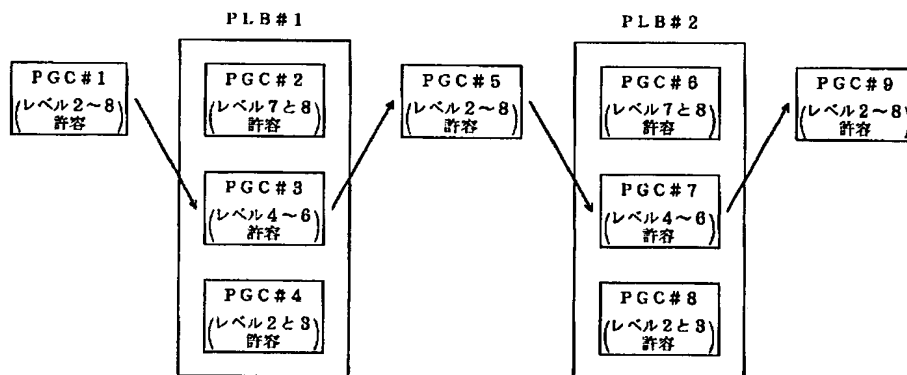 PLB#1
PLB#2
PGC#1
(レベル2～8)
許容
PGC#2
(レベル7と8)
許容
PGC#3
(レベル4～6)
許容
PGC#4
(レベル2と3)
許容
PGC#5
(レベル2～8)
許容
PGC#6
(レベル7と8)
許容
PGC#7
(レベル4～6)
許容
PGC#8
(レベル2と3)
許容
PGC#9
(レベル2～8)
許容